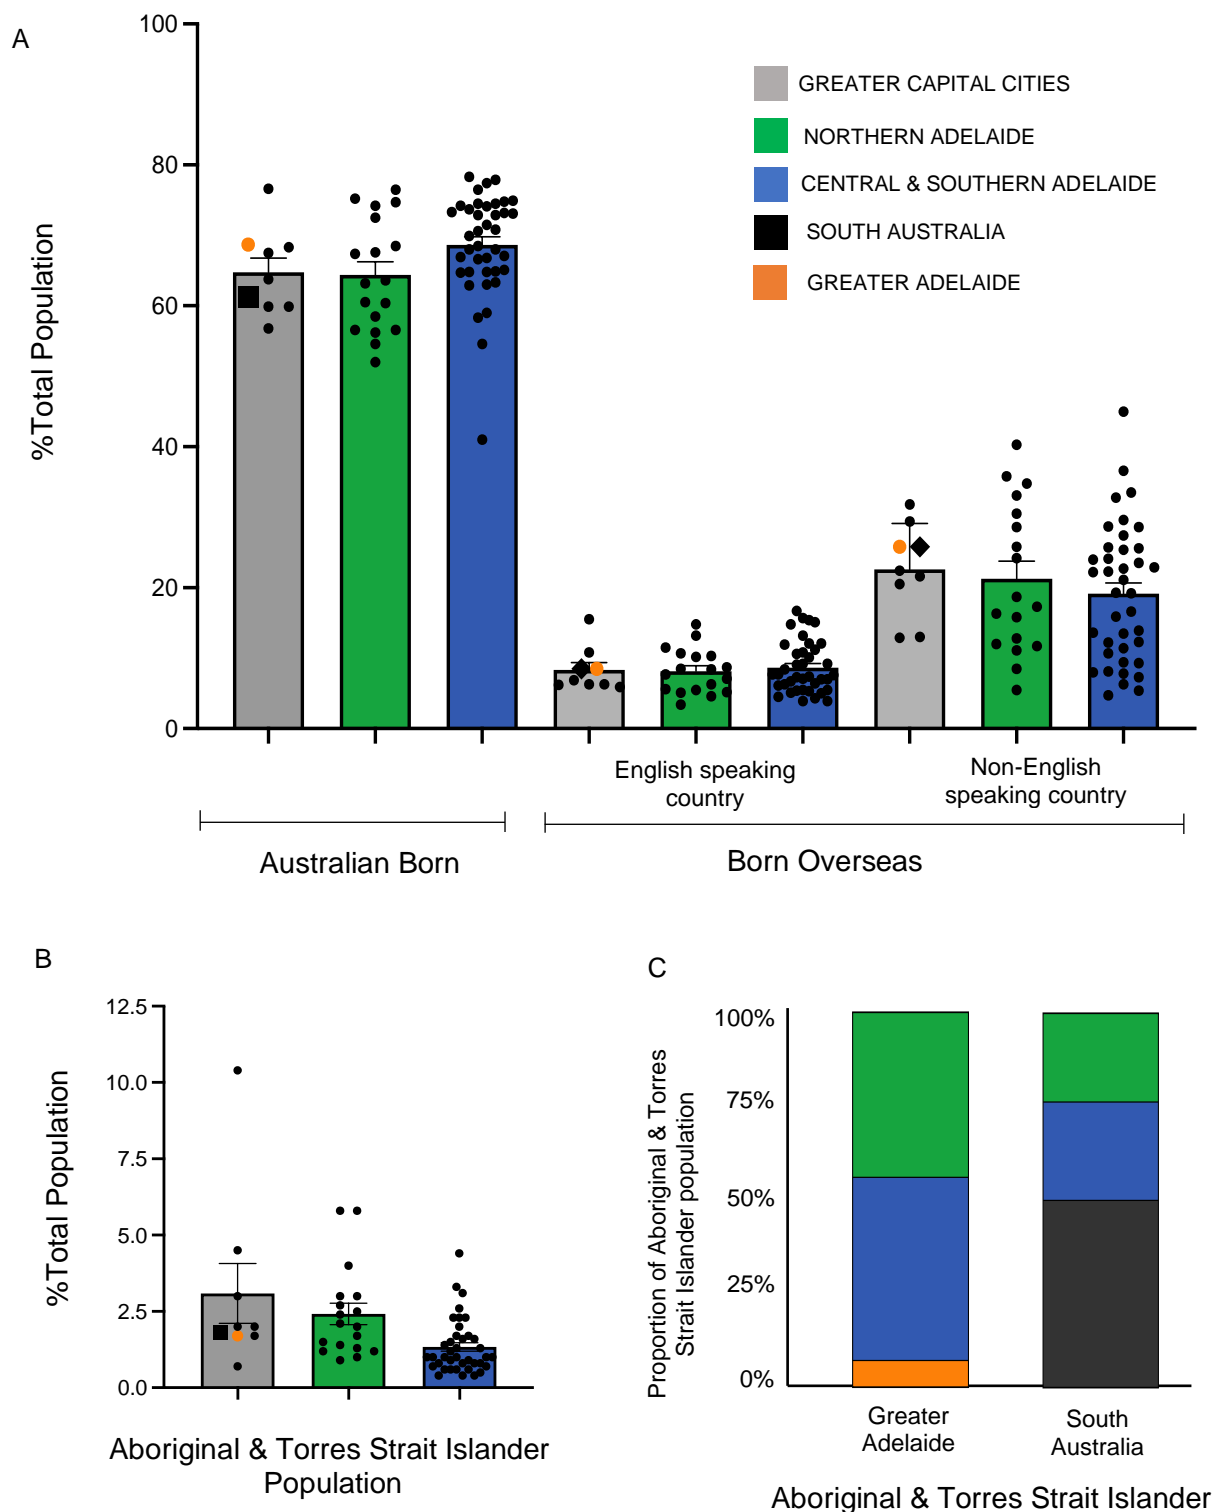 A
100
80
60
40
20
0
%Total Population
GREATER CAPITAL CITIES
NORTHERN ADELAIDE
CENTRAL & SOUTHERN ADELAIDE
SOUTH AUSTRALIA
GREATER ADELAIDE
English speaking
country
Non-English
speaking country
Australian Born
Born Overseas
B
12.5
10.0
7.5
5.0
2.5
0.0
%Total Population
Aboriginal & Torres Strait Islander
Population
C
100%
75%
50%
25%
0%
Proportion of Aboriginal & Torres
Strait Islander population
Greater
Adelaide
South
Australia
Aboriginal & Torres Strait Islander